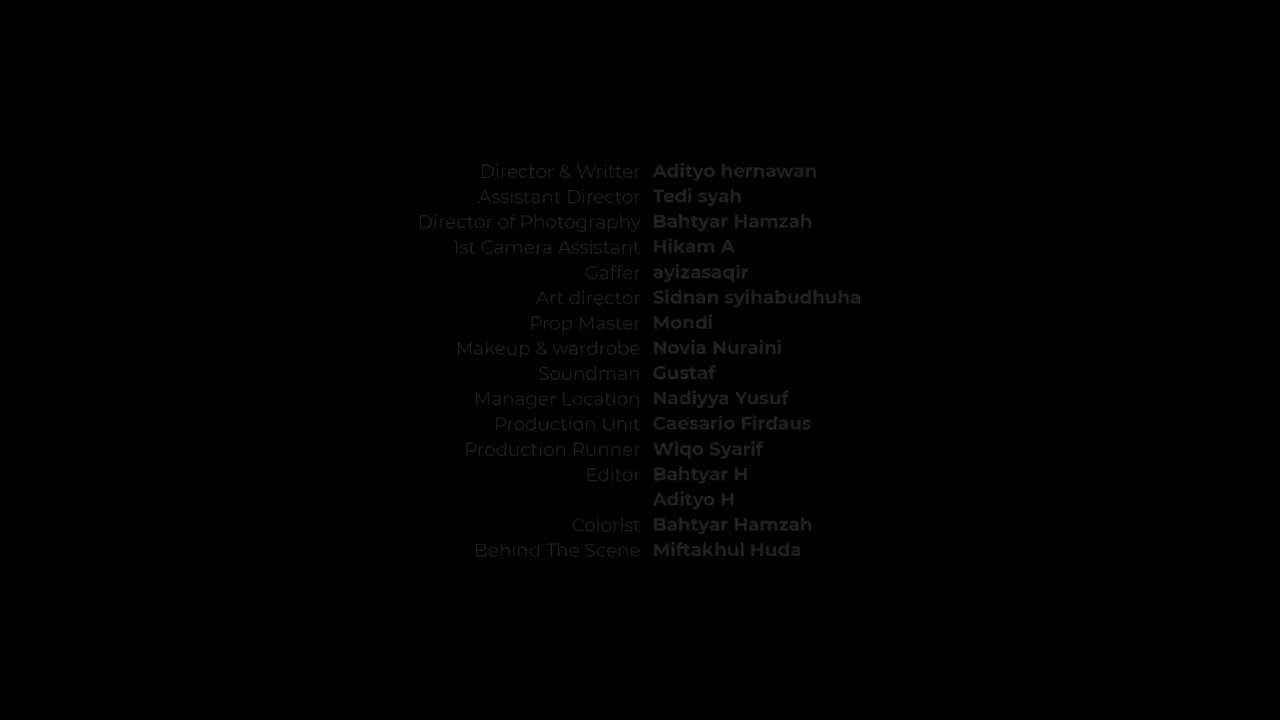 Director & Writter Adityo hernawan
Assistant Director Tedi syah
Director of Photography Bahtyar Hamzah
1st Camera Assistant Hikam A
Gaffer ayizasaqir
Art director Sidnan syihabudhuha
Prop Master Mondi
Makeup & wardrobe Novia Nuraini
Soundman Gustaf
Manager Location Nadiyya Yusuf
Production Unit Caesario Firdaus
Production Runner Wiqo Syarif
Editor Bahtyar H
Adityo H
Colorist Bahtyar Hamzah
Behind The Scene Miftakhul Huda